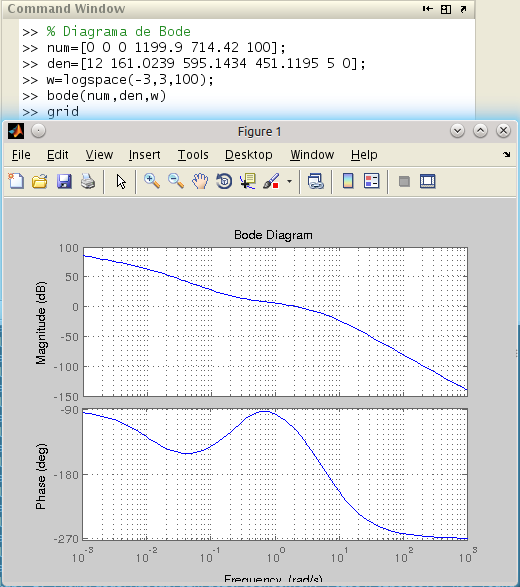 Command Window
>> % Diagrama de Bode
>> num=[0 0 0 1199.9 714.42 100];
>> den=[12 161.0239 595.1434 451.1195 5 0];
>> w=logspace(-3,3,100);
>> bode(num,den,w)
>> grid
Figure 1
File Edit View Insert Tools Desktop Window Help
Bode Diagram
Magnitude (dB)
100
50
0
-50
-100
-150
Phase (deg)
-90
-180
-270
10^-3 10^-2 10^-1 10^0 10^1 10^2 10^3
Frequency (rad/s)